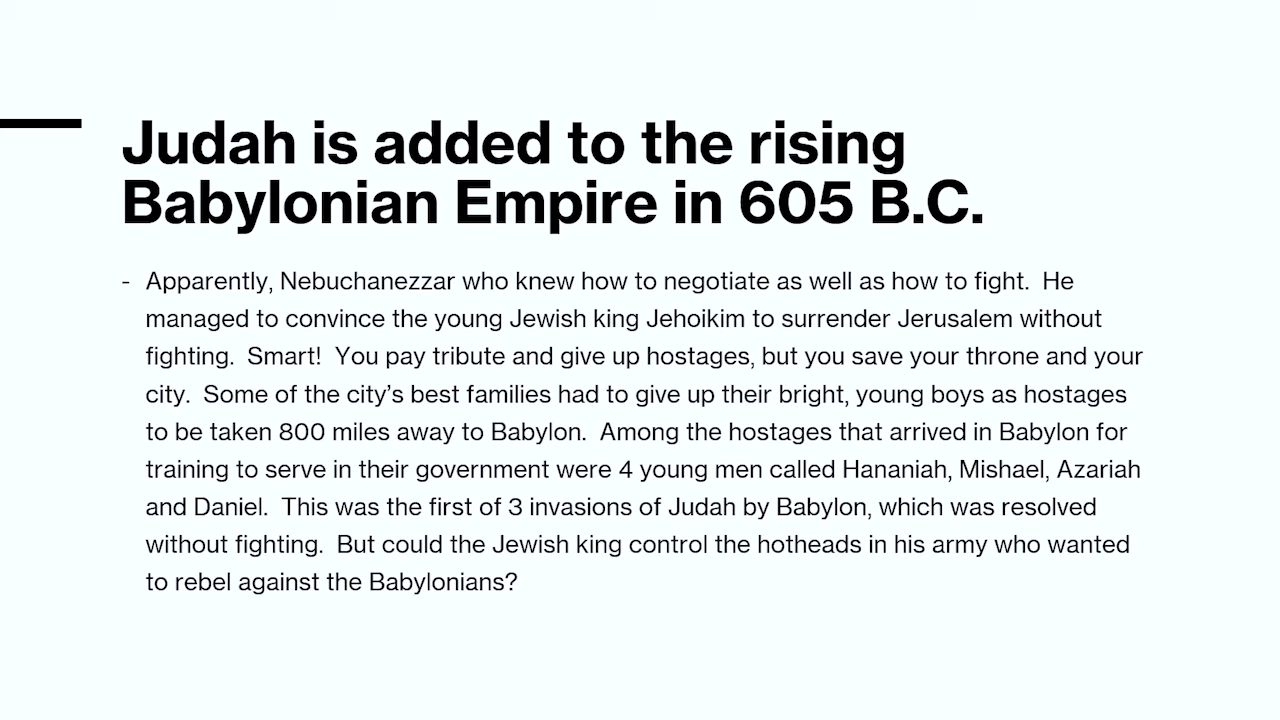 Judah is added to the rising
Babylonian Empire in 605 B.C.
- Apparently, Nebuchanezzar who knew how to negotiate as well as how to fight.  He
managed to convince the young Jewish king Jehoikim to surrender Jerusalem without
fighting.  Smart!  You pay tribute and give up hostages, but you save your throne and your
city.  Some of the city’s best families had to give up their bright, young boys as hostages
to be taken 800 miles away to Babylon.  Among the hostages that arrived in Babylon for
training to serve in their government were 4 young men called Hananiah, Mishael, Azariah
and Daniel.  This was the first of 3 invasions of Judah by Babylon, which was resolved
without fighting.  But could the Jewish king control the hotheads in his army who wanted
to rebel against the Babylonians?